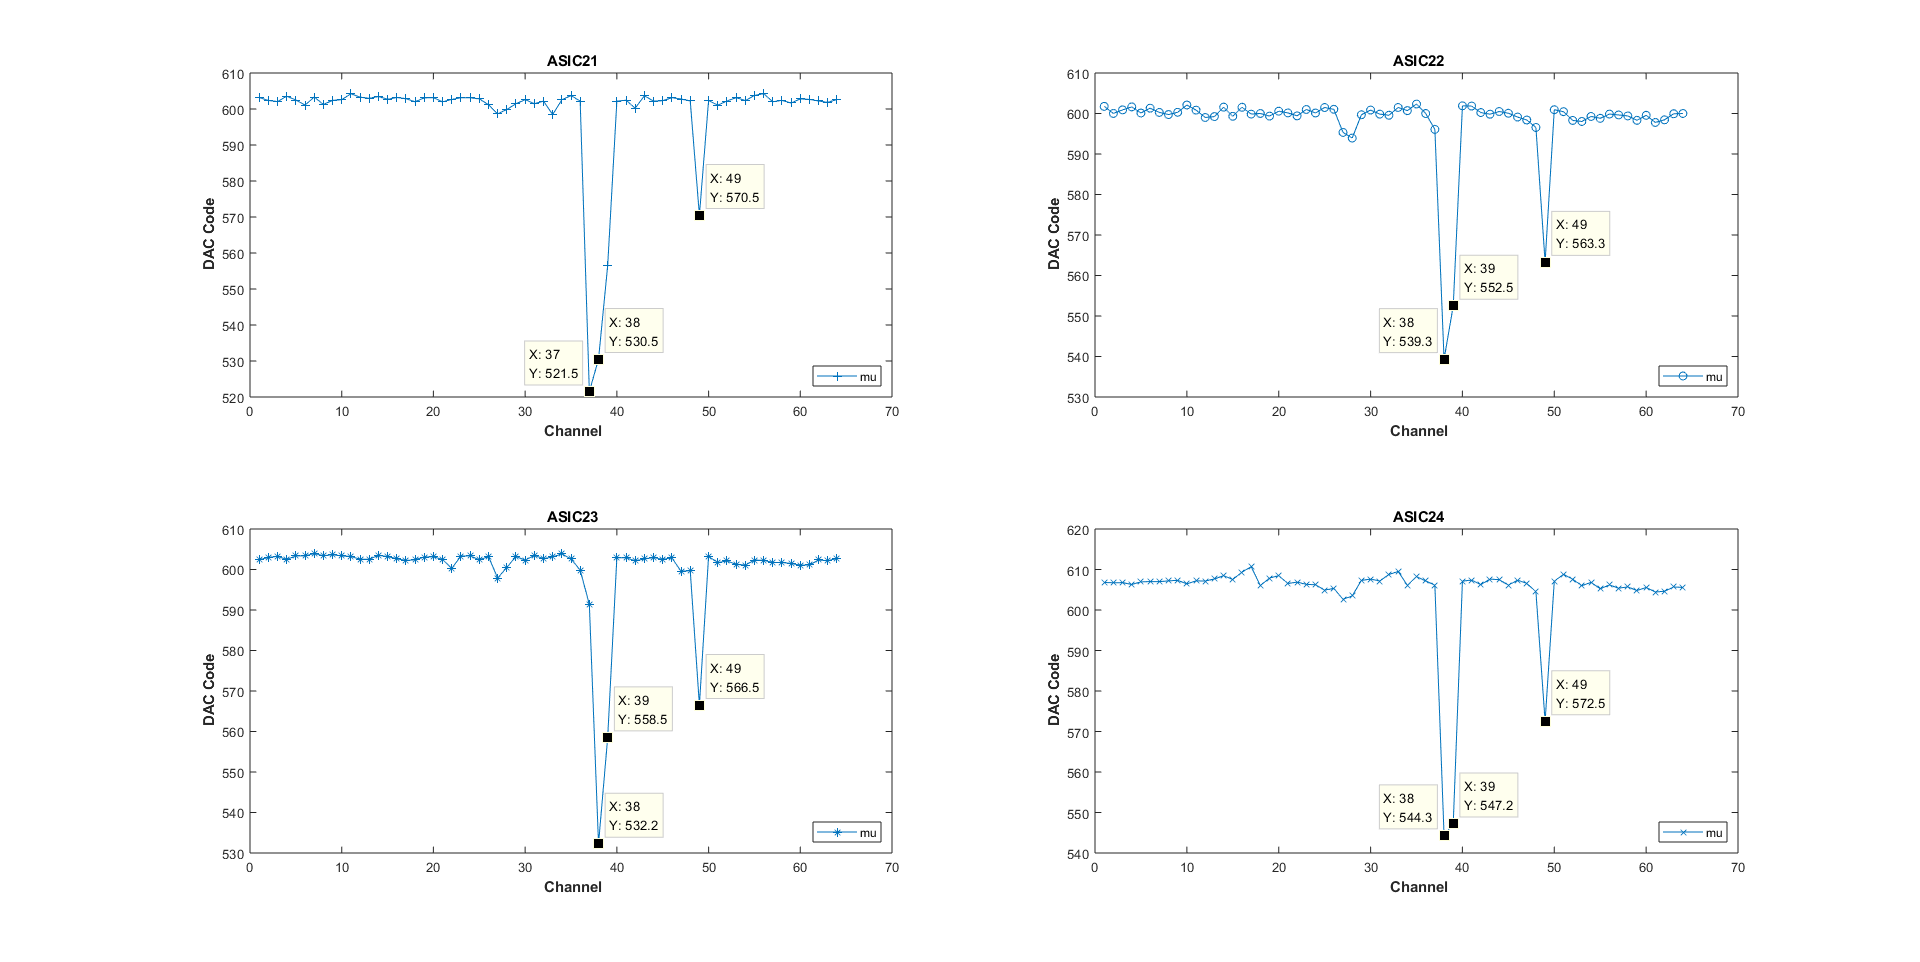 ASIC21
610
600
590
580
570
560
550
540
530
520
DAC Code
X: 49
Y: 570.5
X: 38
Y: 530.5
X: 37
Y: 521.5
mu
0 10 20 30 40 50 60 70
Channel
ASIC22
610
600
590
580
570
560
550
540
530
DAC Code
X: 49
Y: 563.3
X: 39
Y: 552.5
X: 38
Y: 539.3
mu
0 10 20 30 40 50 60 70
Channel
ASIC23
610
600
590
580
570
560
550
540
530
DAC Code
X: 49
Y: 566.5
X: 39
Y: 558.5
X: 38
Y: 532.2
mu
0 10 20 30 40 50 60 70
Channel
ASIC24
620
610
600
590
580
570
560
550
540
DAC Code
X: 49
Y: 572.5
X: 39
Y: 547.2
X: 38
Y: 544.3
mu
0 10 20 30 40 50 60 70
Channel